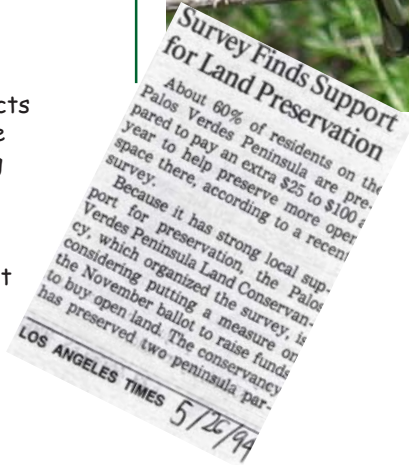 cts
e
g
t
Survey Finds Support
for Land Preservation
About 60% of residents on the
Palos Verdes Peninsula are pre-
pared to pay an extra $25 to $100 a
year to help preserve more open
space there, according to a recent
survey.
Because it has strong local sup-
port for preservation, the Palos
Verdes Peninsula Land Conservan-
cy, which organized the survey, is
considering putting a measure on
the November ballot to raise funds
to buy open land. The conservancy
has preserved two peninsula par-
LOS ANGELES TIMES 5/26/94